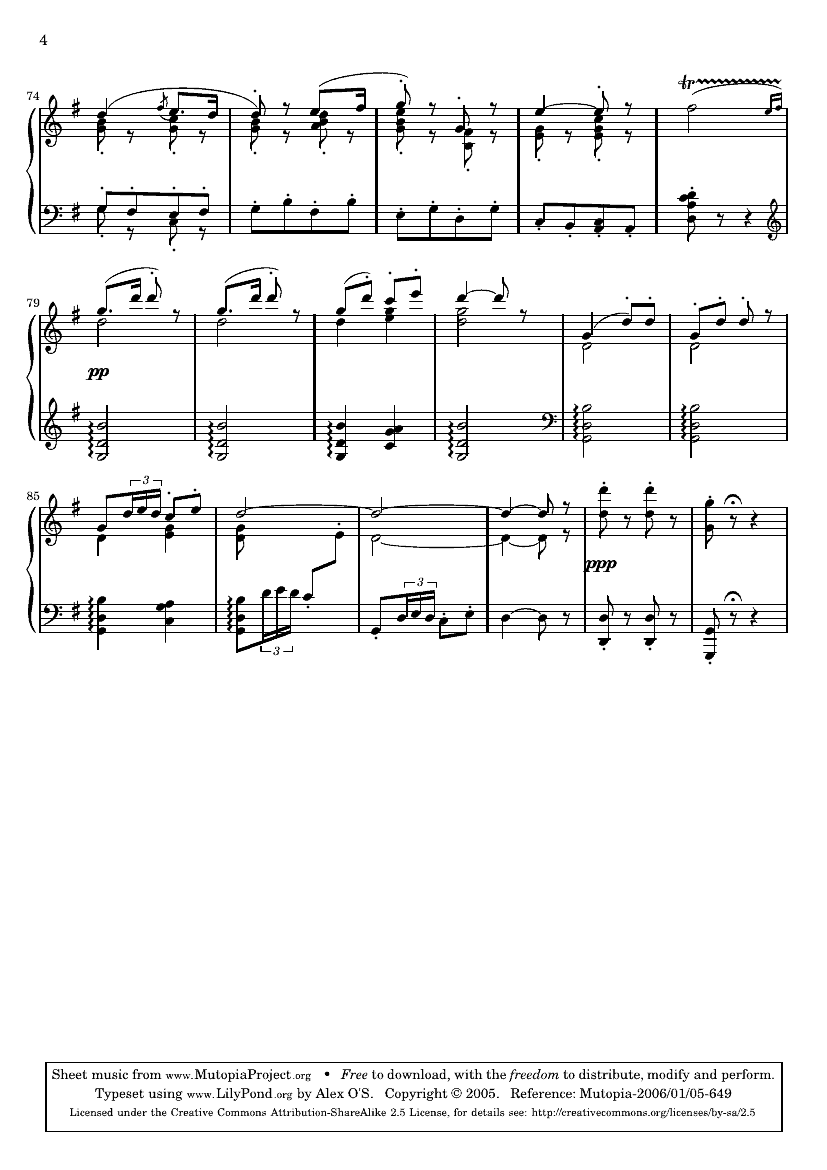 4
74
tr
79
pp
85
3
3
3
ppp
Sheet music from www.MutopiaProject.org • Free to download, with the freedom to distribute, modify and perform.
Typeset using www.LilyPond.org by Alex O'S. Copyright © 2005. Reference: Mutopia-2006/01/05-649
Licensed under the Creative Commons Attribution-ShareAlike 2.5 License, for details see: http://creativecommons.org/licenses/by-sa/2.5